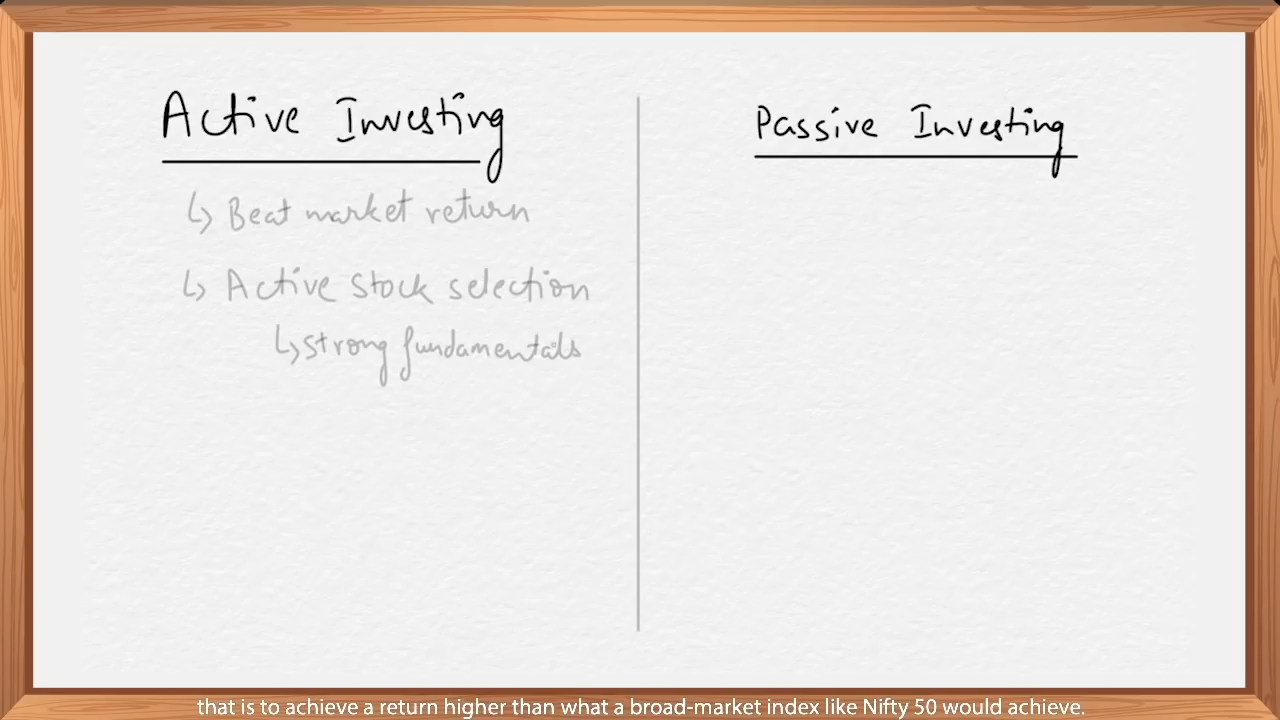 Active Investing
↳ Beat market return
↳ Active stock selection
↳ strong fundamentals
Passive Investing
that is to achieve a return higher than what a broad-market index like Nifty 50 would achieve.